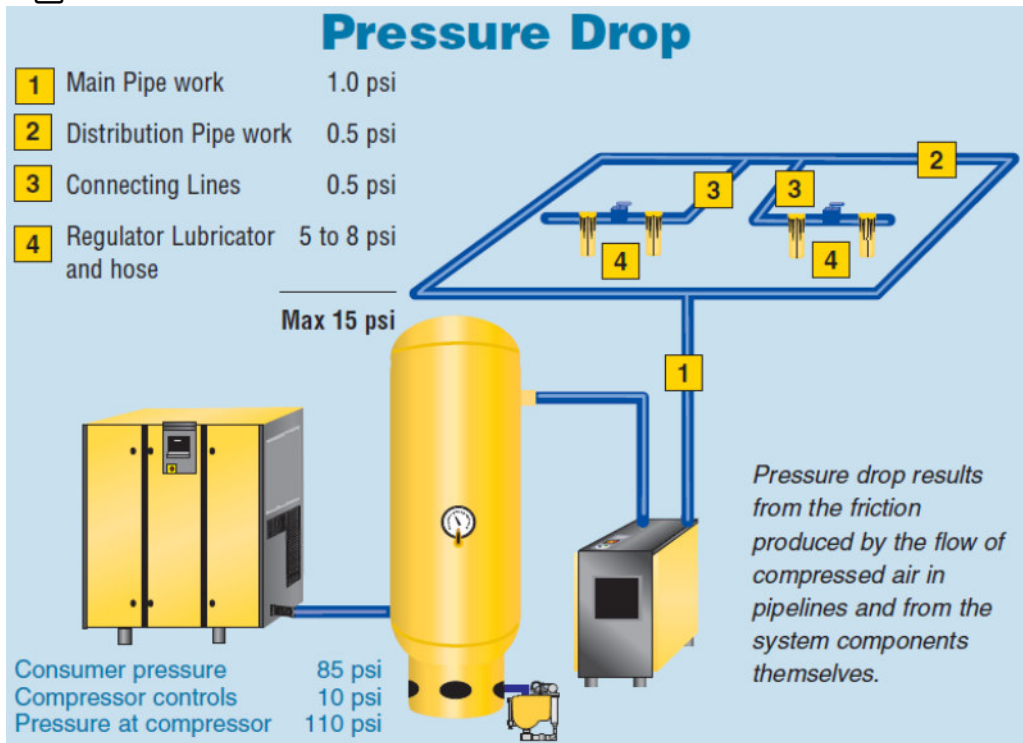 Pressure Drop
1 Main Pipe work 1.0 psi
2 Distribution Pipe work 0.5 psi
3 Connecting Lines 0.5 psi
4 Regulator Lubricator 5 to 8 psi
and hose
Max 15 psi
2
3
3
4
4
1
Pressure drop results
from the friction
produced by the flow of
compressed air in
pipelines and from the
system components
themselves.
Consumer pressure 85 psi
Compressor controls 10 psi
Pressure at compressor 110 psi